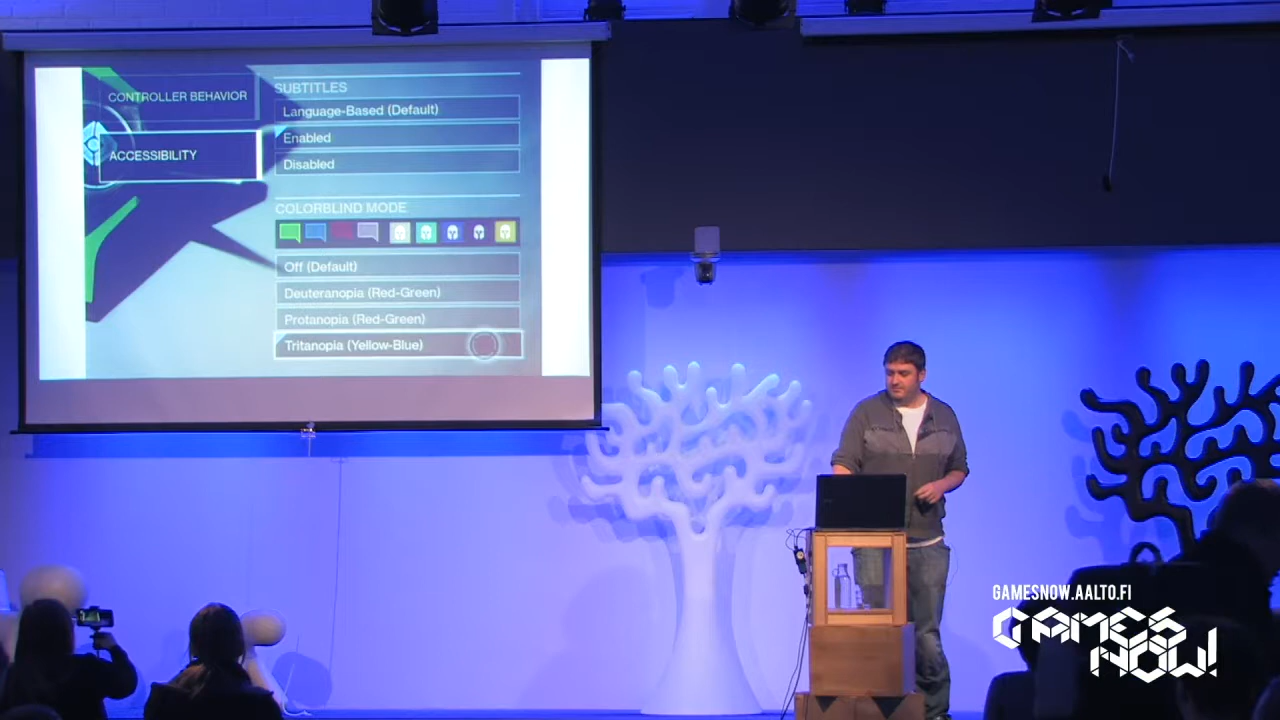 CONTROLLER BEHAVIOR
ACCESSIBILITY
SUBTITLES
Language-Based (Default)
Enabled
Disabled
COLORBLIND MODE
Off (Default)
Deuteranopia (Red-Green)
Protanopia (Red-Green)
Tritanopia (Yellow-Blue)
GAMESNOW.AALTO.FI
GAMES
NOW!